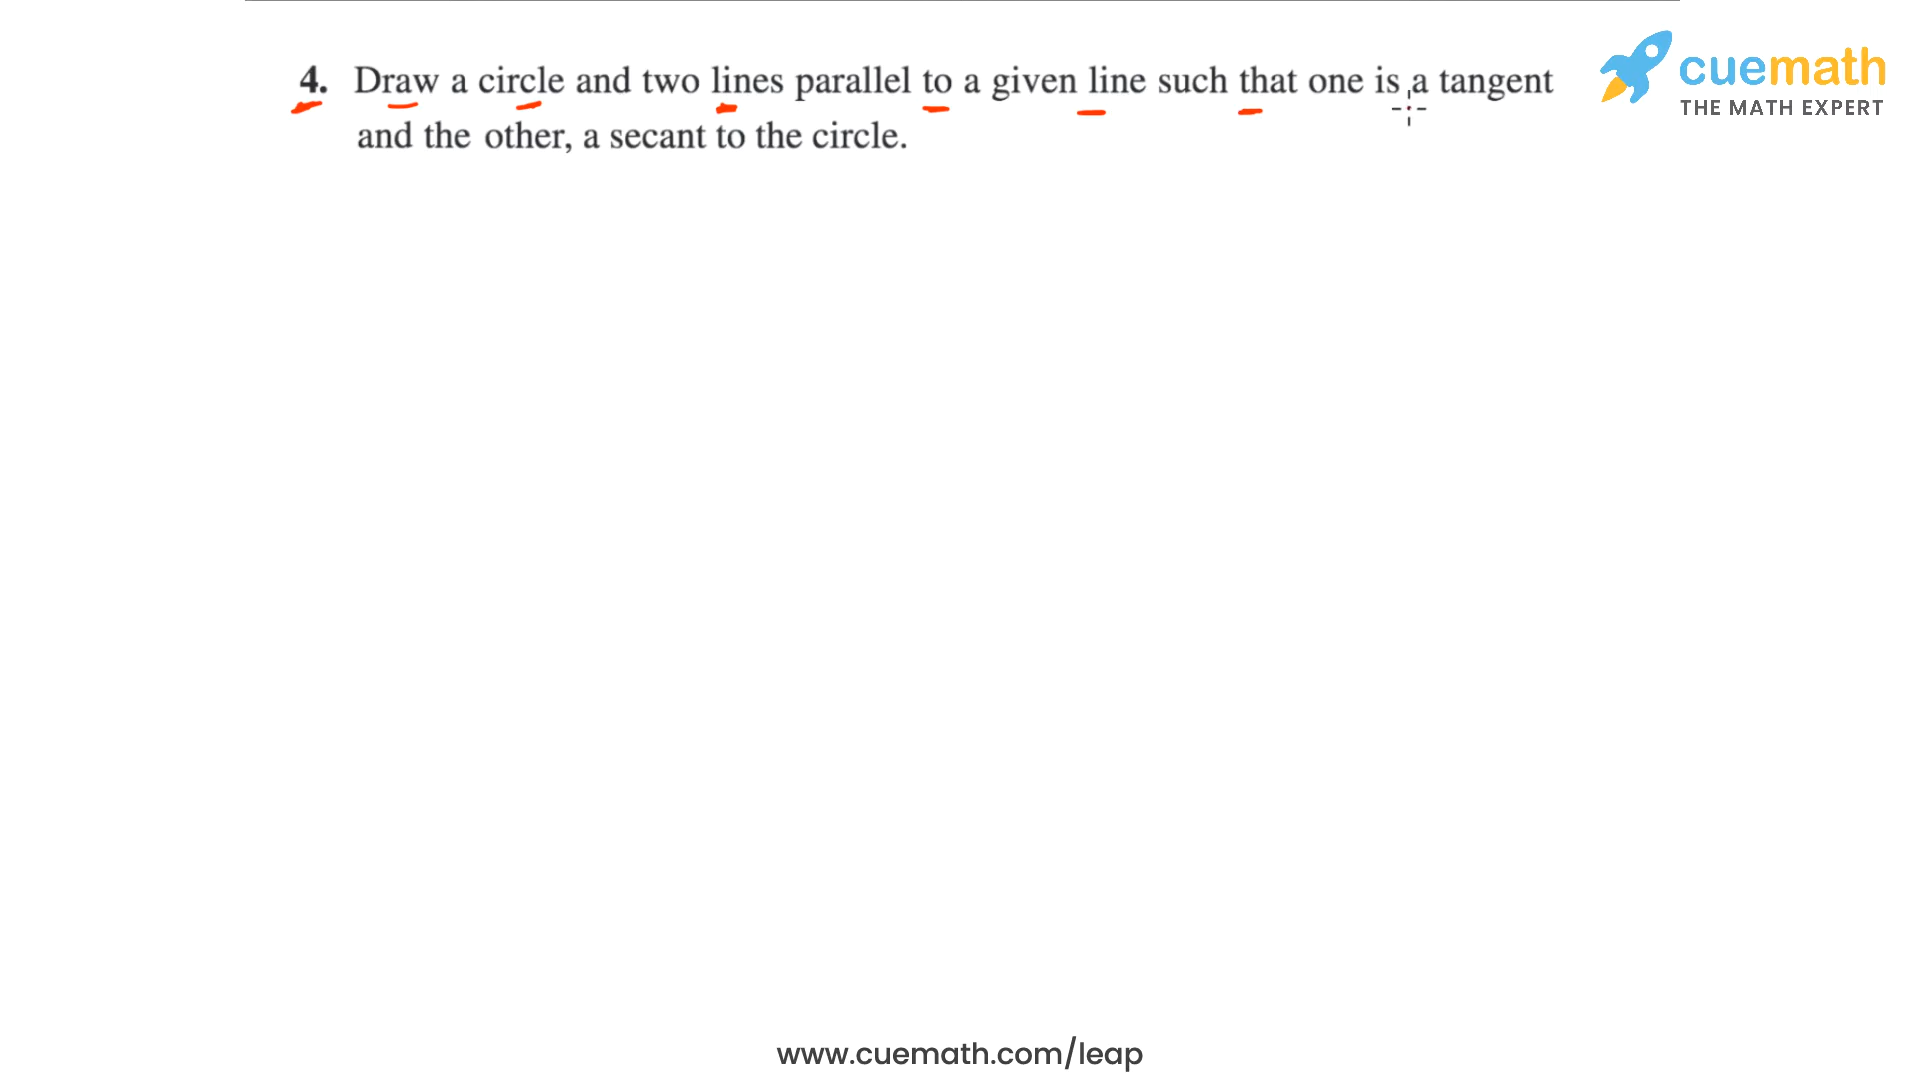 4. Draw a circle and two lines parallel to a given line such that one is a tangent
and the other, a secant to the circle.
cuemath
THE MATH EXPERT
www.cuemath.com/leap